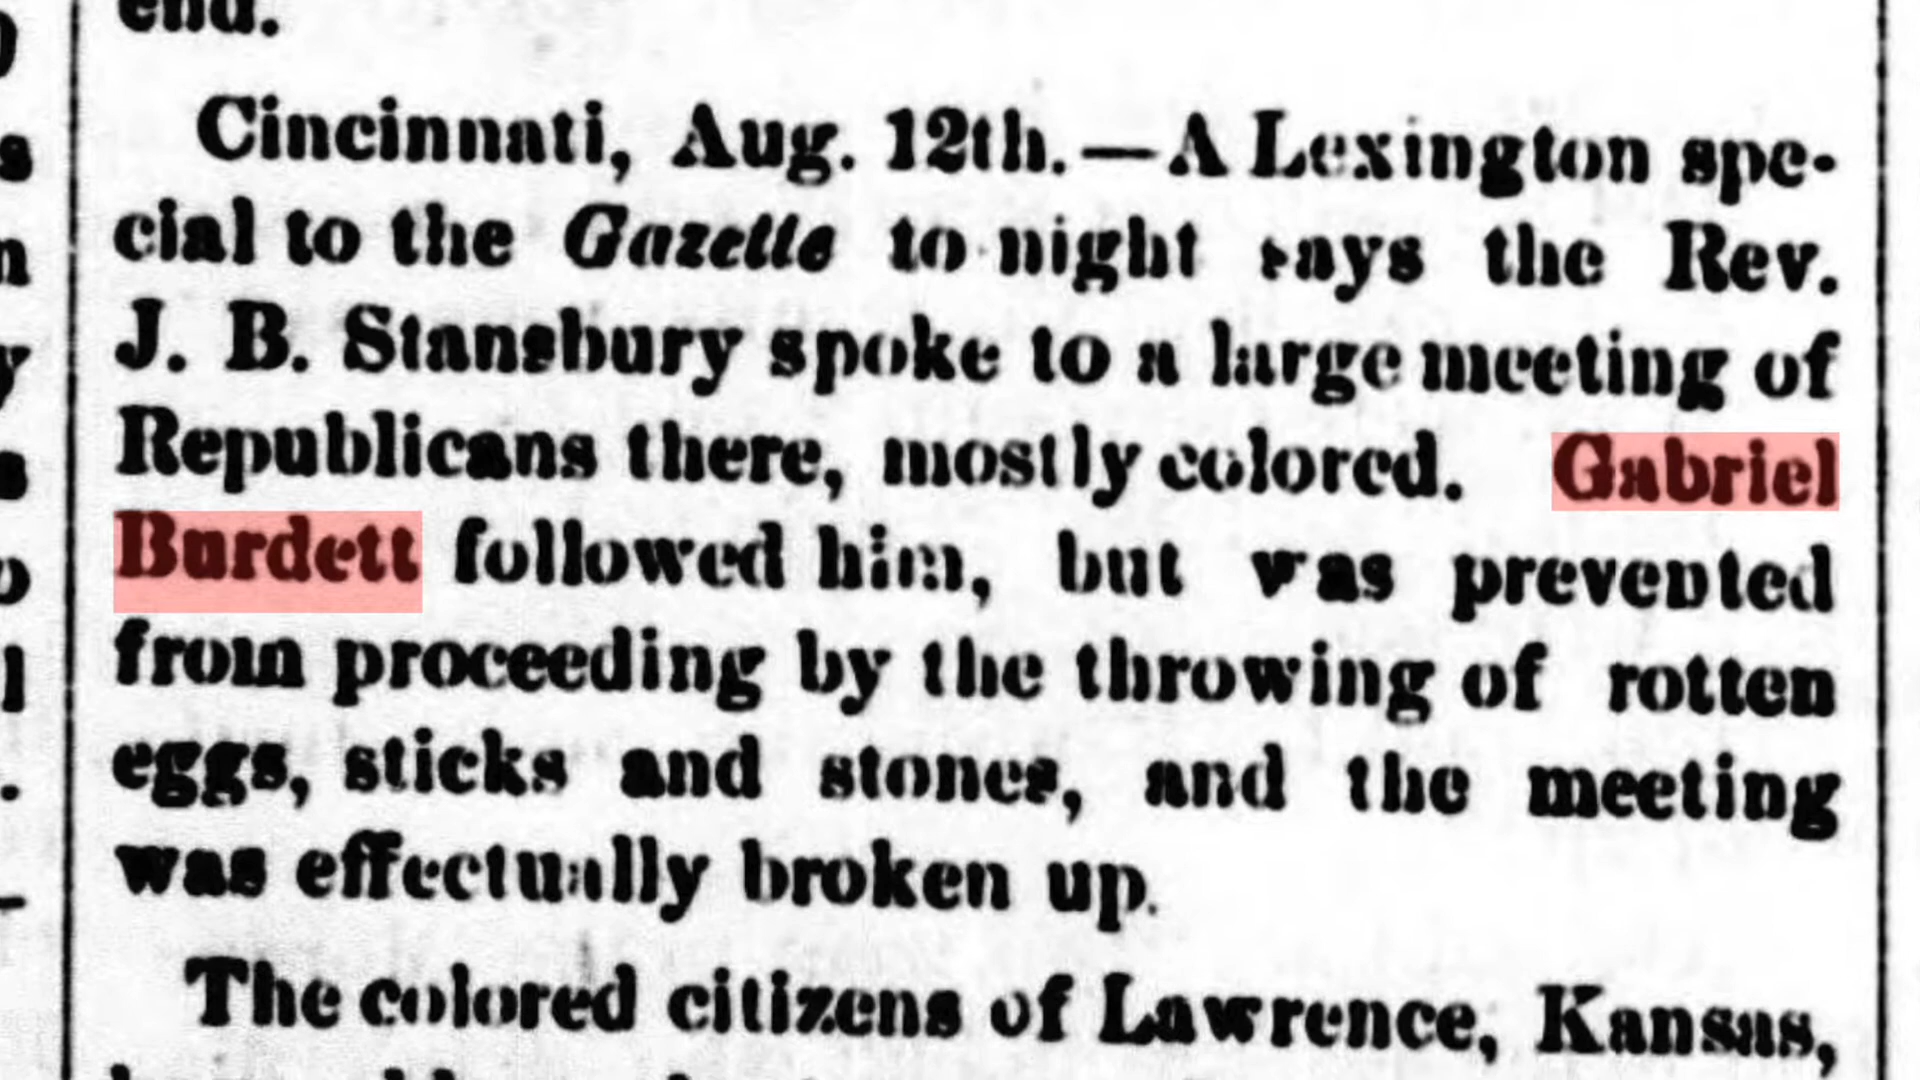 end.
Cincinnati, Aug. 12th.—A Lexington spe-
cial to the Gazette to-night says the Rev.
J. B. Stansbury spoke to a large meeting of
Republicans there, mostly colored. Gabriel
Burdett followed him, but was prevented
from proceeding by the throwing of rotten
eggs, sticks and stones, and the meeting
was effectually broken up.
The colored citizens of Lawrence, Kansas,